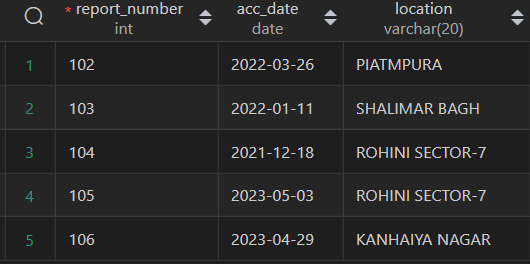 * report_number acc_date location
int date varchar(20)
1 102 2022-03-26 PIATMPURA
2 103 2022-01-11 SHALIMAR BAGH
3 104 2021-12-18 ROHINI SECTOR-7
4 105 2023-05-03 ROHINI SECTOR-7
5 106 2023-04-29 KANHAIYA NAGAR